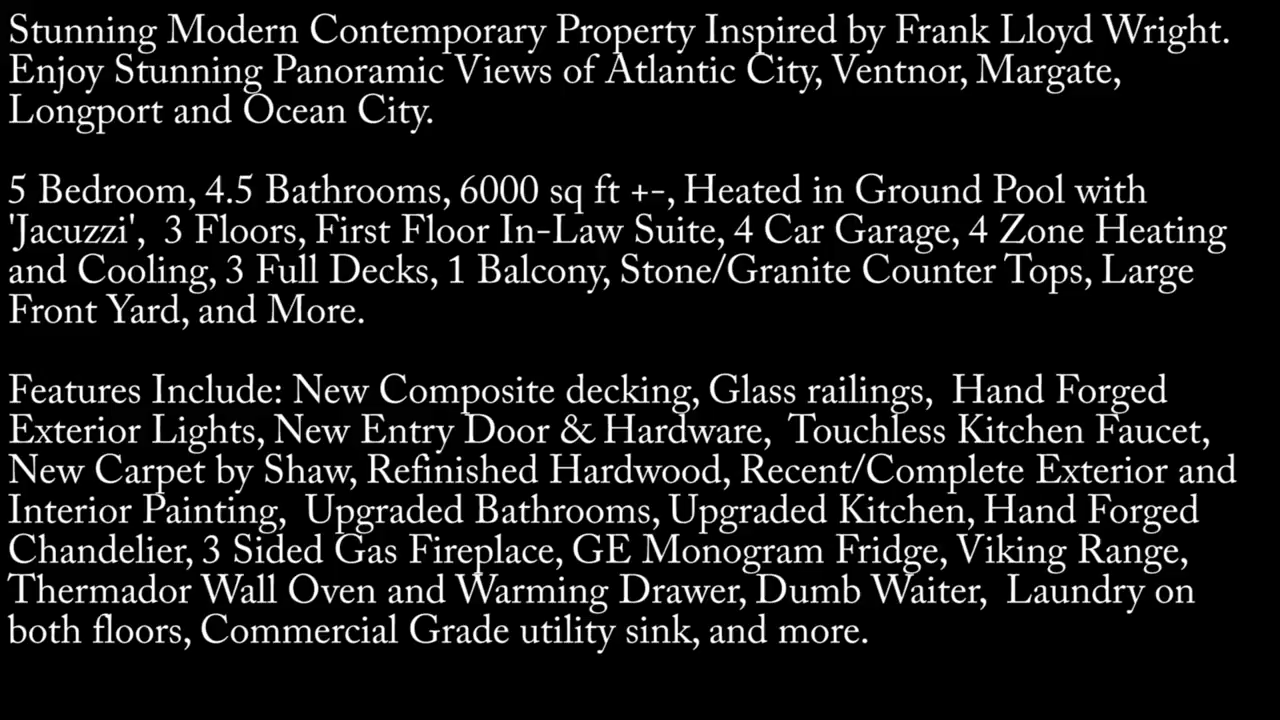 Stunning Modern Contemporary Property Inspired by Frank Lloyd Wright.
Enjoy Stunning Panoramic Views of Atlantic City, Ventnor, Margate,
Longport and Ocean City.
5 Bedroom, 4.5 Bathrooms, 6000 sq ft +-, Heated in Ground Pool with
'Jacuzzi',  3 Floors, First Floor In-Law Suite, 4 Car Garage, 4 Zone Heating
and Cooling, 3 Full Decks, 1 Balcony, Stone/Granite Counter Tops, Large
Front Yard, and More.
Features Include: New Composite decking, Glass railings,  Hand Forged
Exterior Lights, New Entry Door & Hardware,  Touchless Kitchen Faucet,
New Carpet by Shaw, Refinished Hardwood, Recent/Complete Exterior and
Interior Painting,  Upgraded Bathrooms, Upgraded Kitchen, Hand Forged
Chandelier, 3 Sided Gas Fireplace, GE Monogram Fridge, Viking Range,
Thermador Wall Oven and Warming Drawer, Dumb Waiter,  Laundry on
both floors, Commercial Grade utility sink, and more.